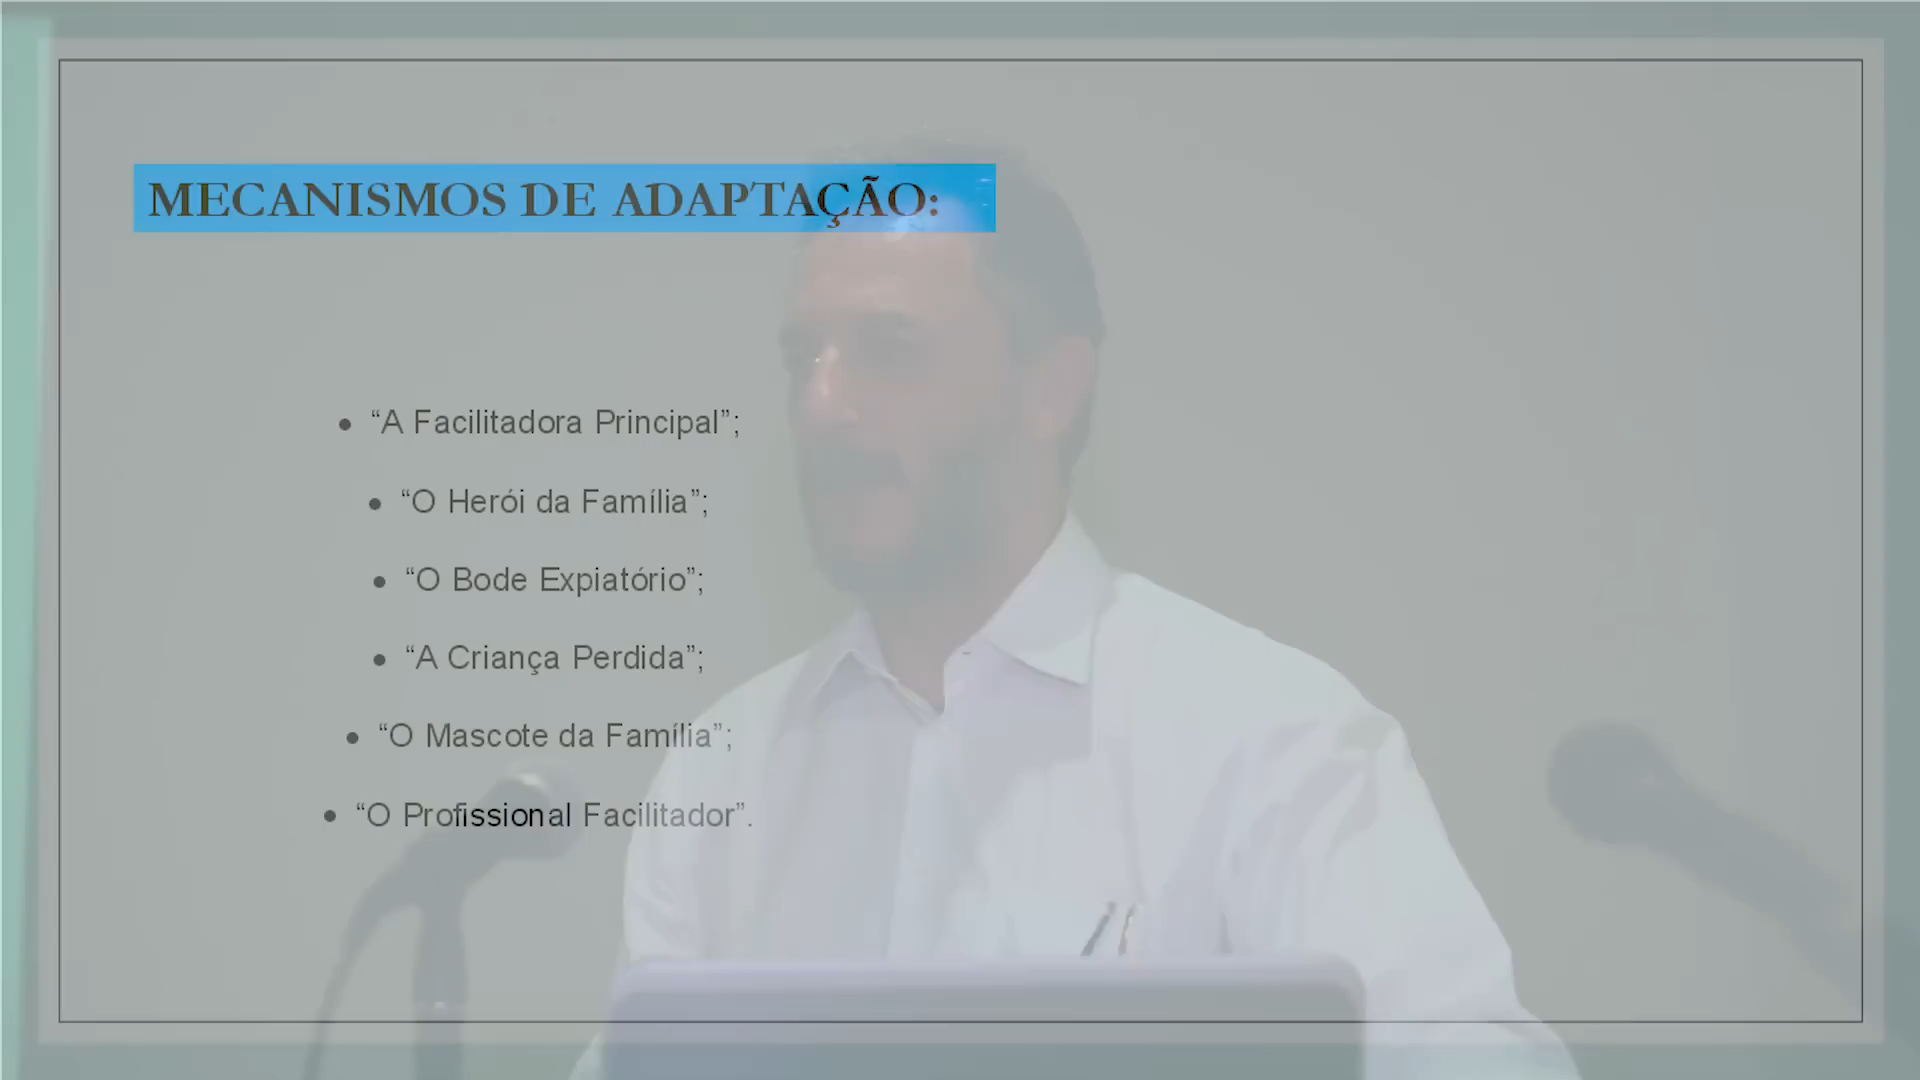 MECANISMOS DE ADAPTAÇÃO:
• “A Facilitadora Principal”;
• “O Herói da Família”;
• “O Bode Expiatório”;
• “A Criança Perdida”;
• “O Mascote da Família”;
• “O Profissional Facilitador”.